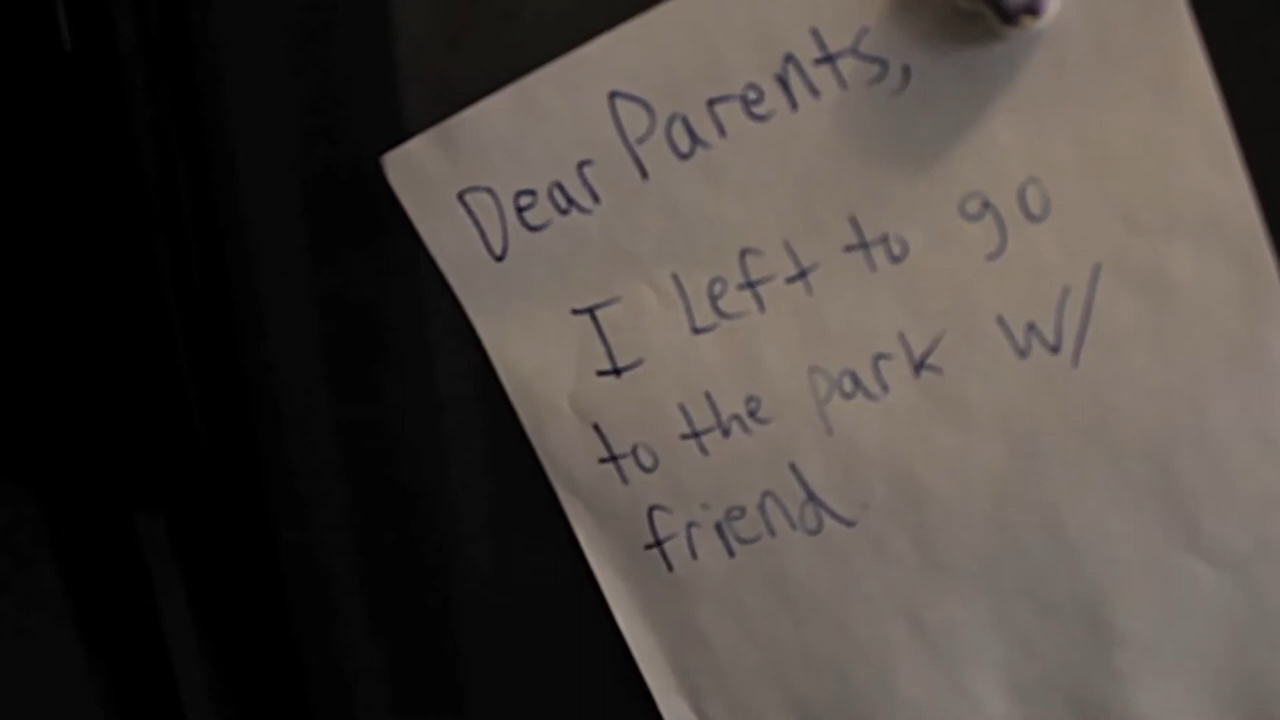 Dear Parents,
I Left to go
to the park w/
friend